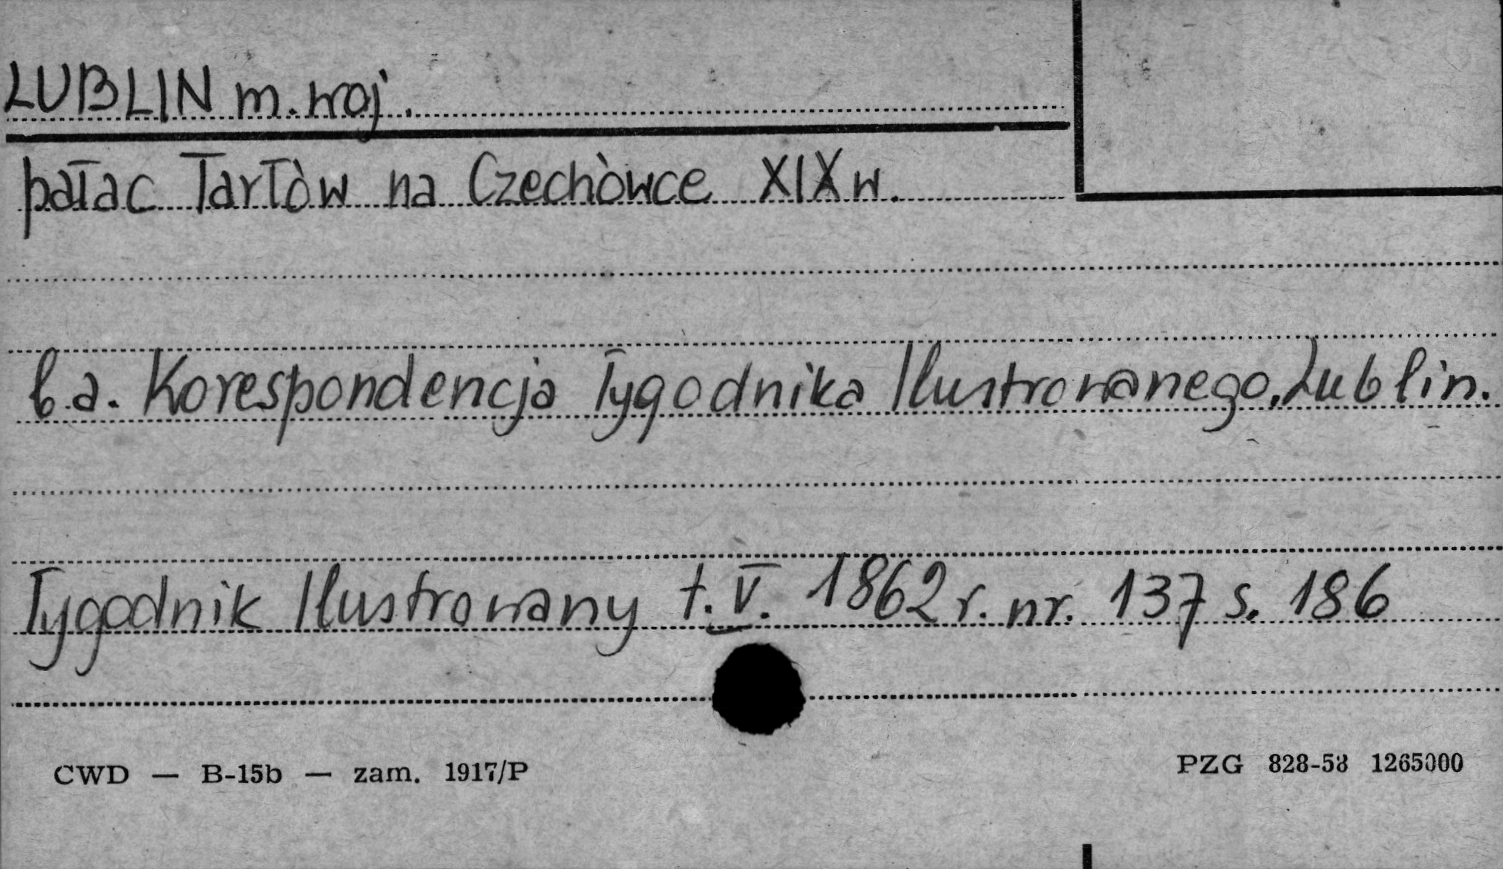 LUBLIN m. woj.
pałac Tarłów na Czechówce XIX w.
b.a. Korespondencja Tygodnika Ilustrowanego. Lublin.
Tygodnik Ilustrowany t. V. 1862 r. nr. 137 s. 186
CWD — B-15b — zam. 1917/P
PZG 828-58 1265000